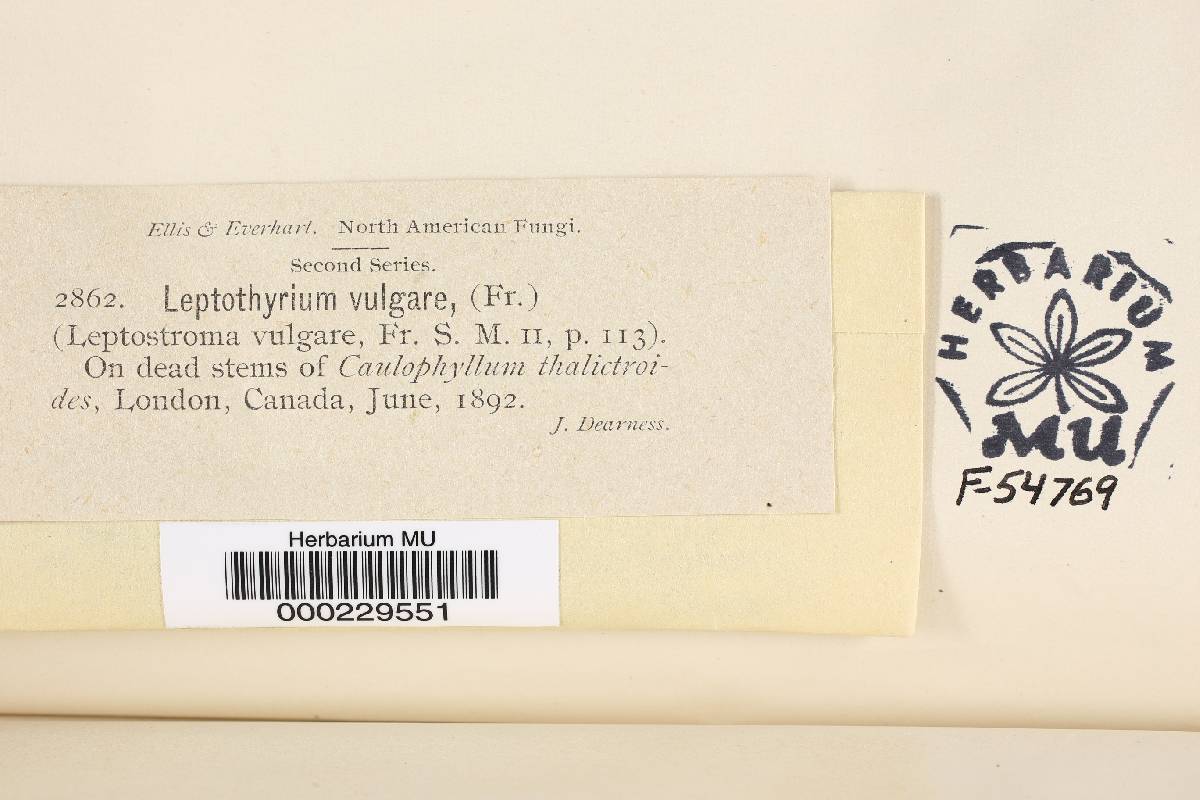 Ellis & Everhart. North American Fungi.
Second Series.
2862. Leptothyrium vulgare, (Fr.)
(Leptostroma vulgare, Fr. S. M. II, p. 113).
On dead stems of Caulophyllum thalictroi-
des, London, Canada, June, 1892.
J. Dearness.
Herbarium MU
000229551
HERBARIUM
MU
F-54769